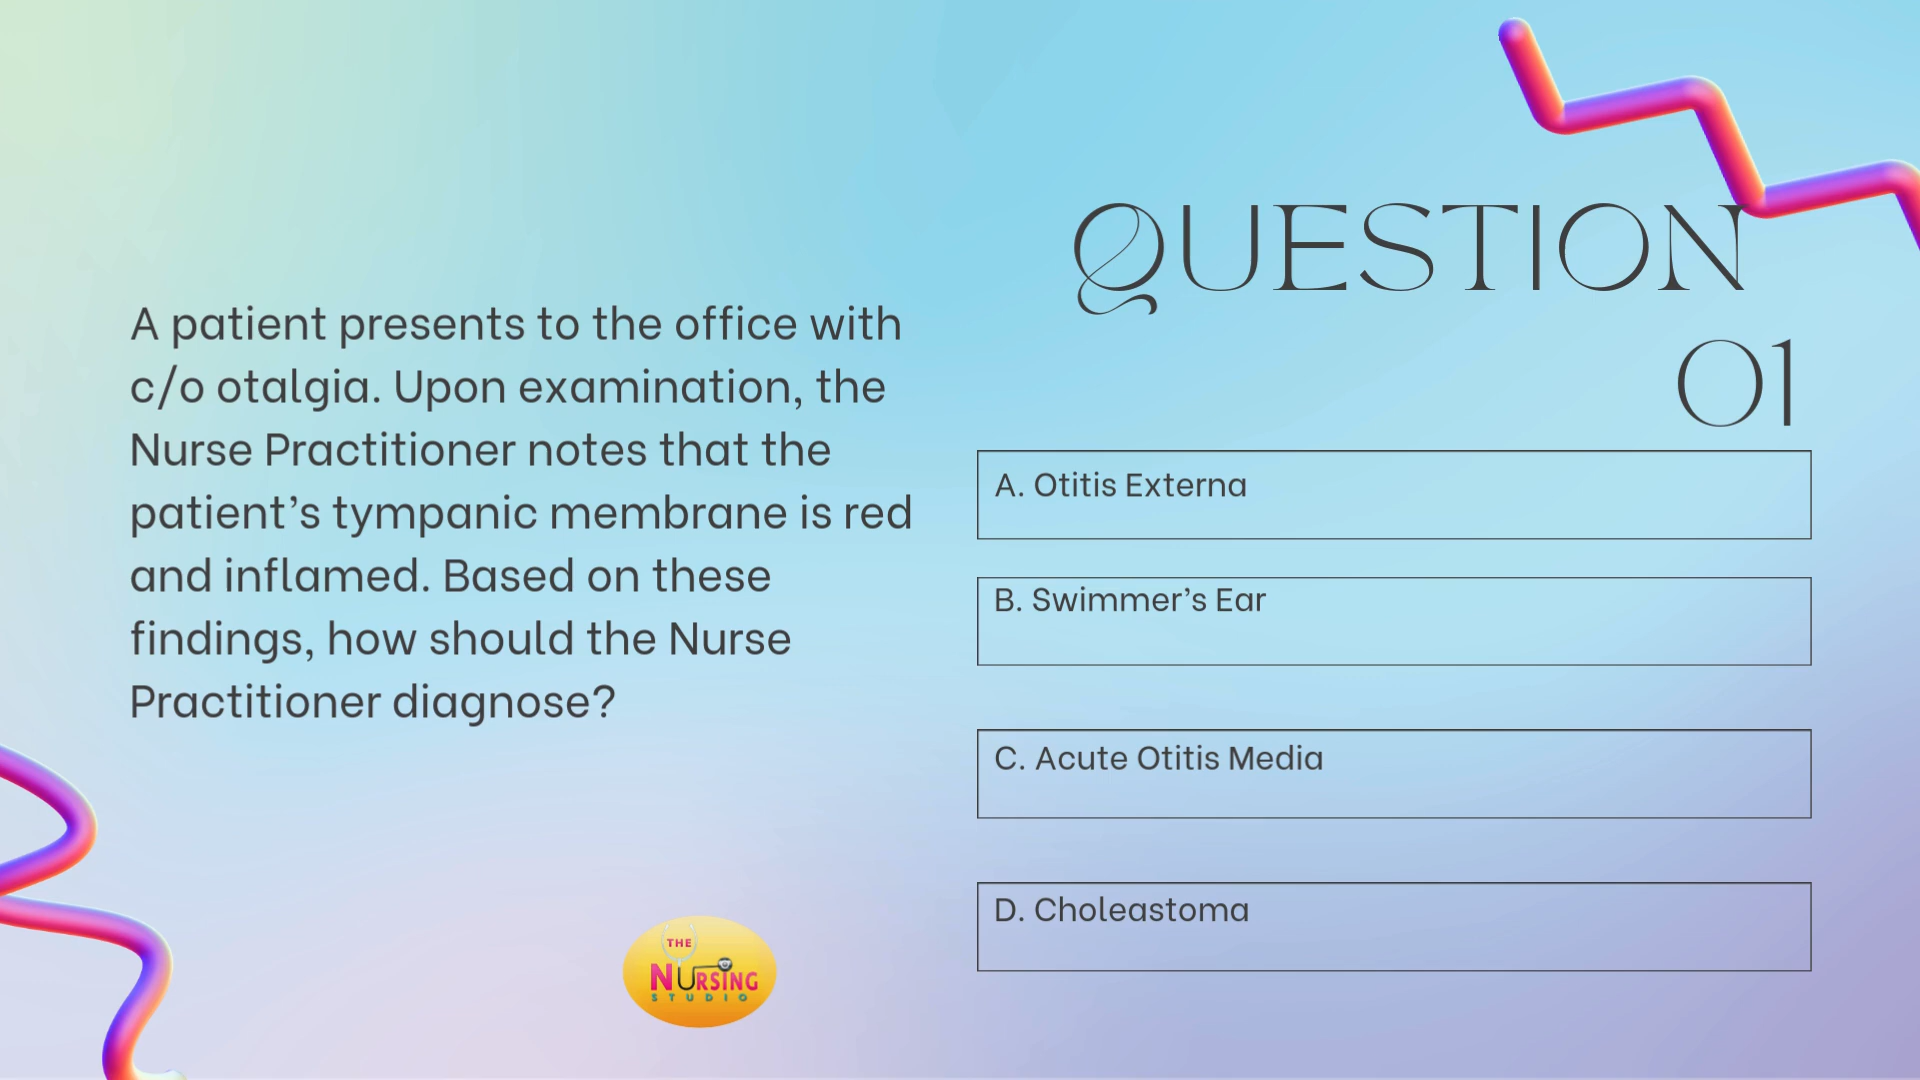 QUESTION
01
A patient presents to the office with
c/o otalgia. Upon examination, the
Nurse Practitioner notes that the
patient’s tympanic membrane is red
and inflamed. Based on these
findings, how should the Nurse
Practitioner diagnose?
A. Otitis Externa
B. Swimmer’s Ear
C. Acute Otitis Media
D. Choleastoma
THE
NURSING
STUDIO